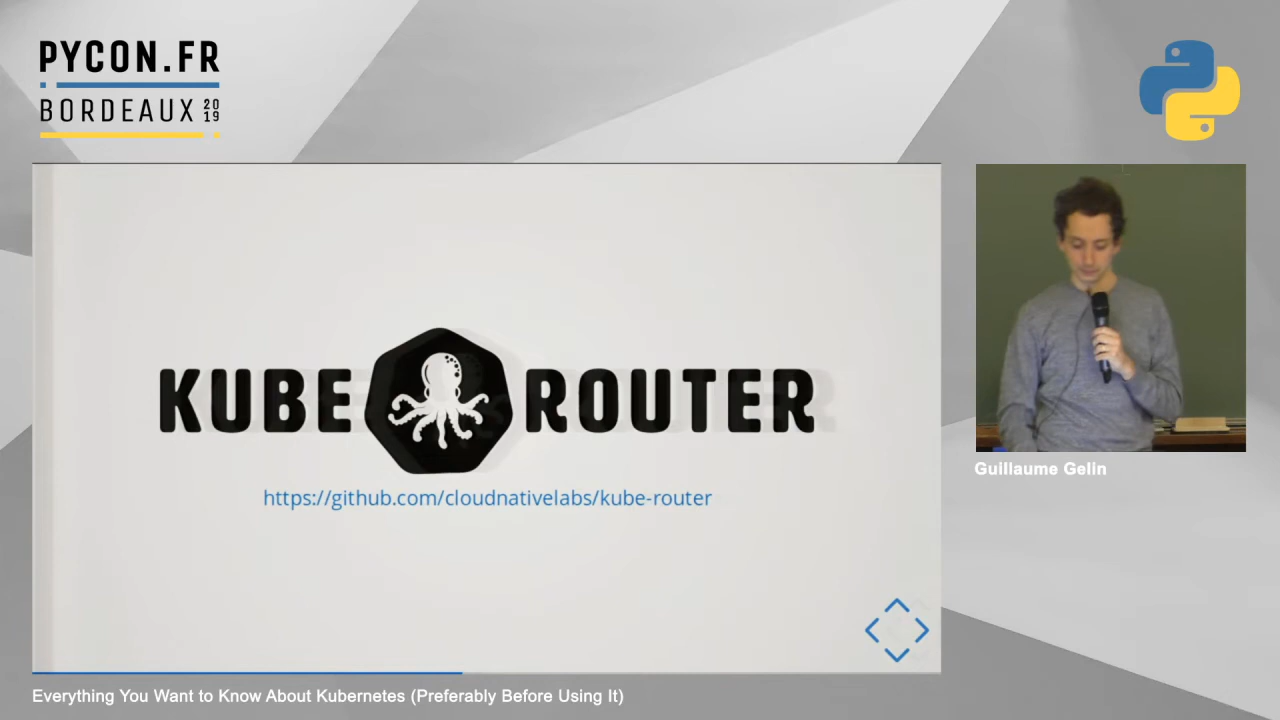 PYCON.FR
BORDEAUX 2019
KUBE ROUTER
https://github.com/cloudnativelabs/kube-router
Guillaume Gelin
Everything You Want to Know About Kubernetes (Preferably Before Using It)